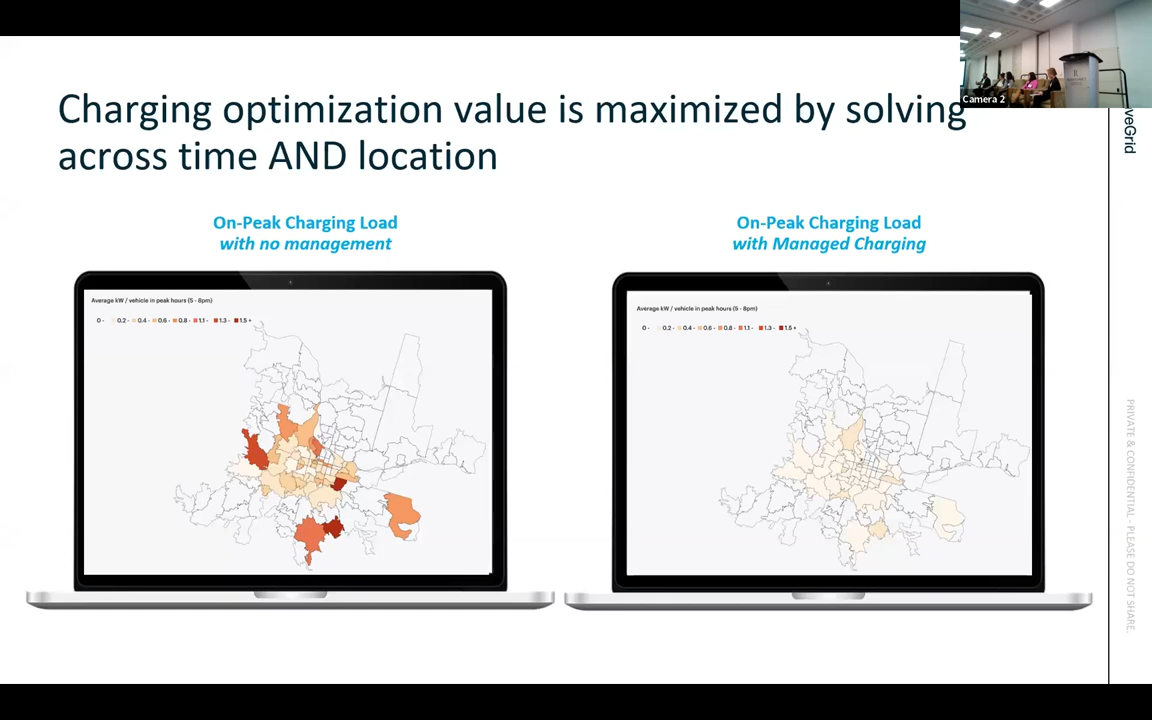 Charging optimization value is maximized by solving
across time AND location
Camera 2
veGrid
On-Peak Charging Load
with no management
On-Peak Charging Load
with Managed Charging
Average kW / vehicle in peak hours (5 - 8pm)
0 - 0.2 - 0.4 - 0.6 - 0.8 - 1.1 - 1.3 - 1.5 +
Average kW / vehicle in peak hours (5 - 8pm)
0 - 0.2 - 0.4 - 0.6 - 0.8 - 1.1 - 1.3 - 1.5 +
PRIVATE & CONFIDENTIAL - PLEASE DO NOT SHARE.